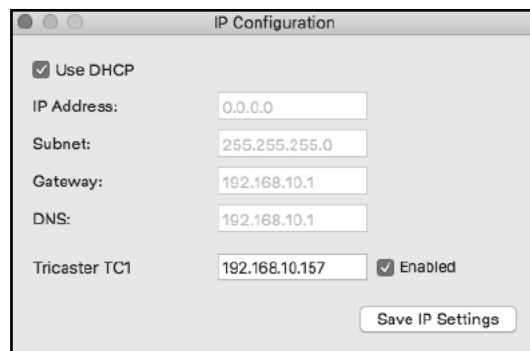 IP Configuration
Use DHCP
IP Address: 0.0.0.0
Subnet: 255.255.255.0
Gateway: 192.168.10.1
DNS: 192.168.10.1
Tricaster TC1 192.168.10.157 Enabled
Save IP Settings